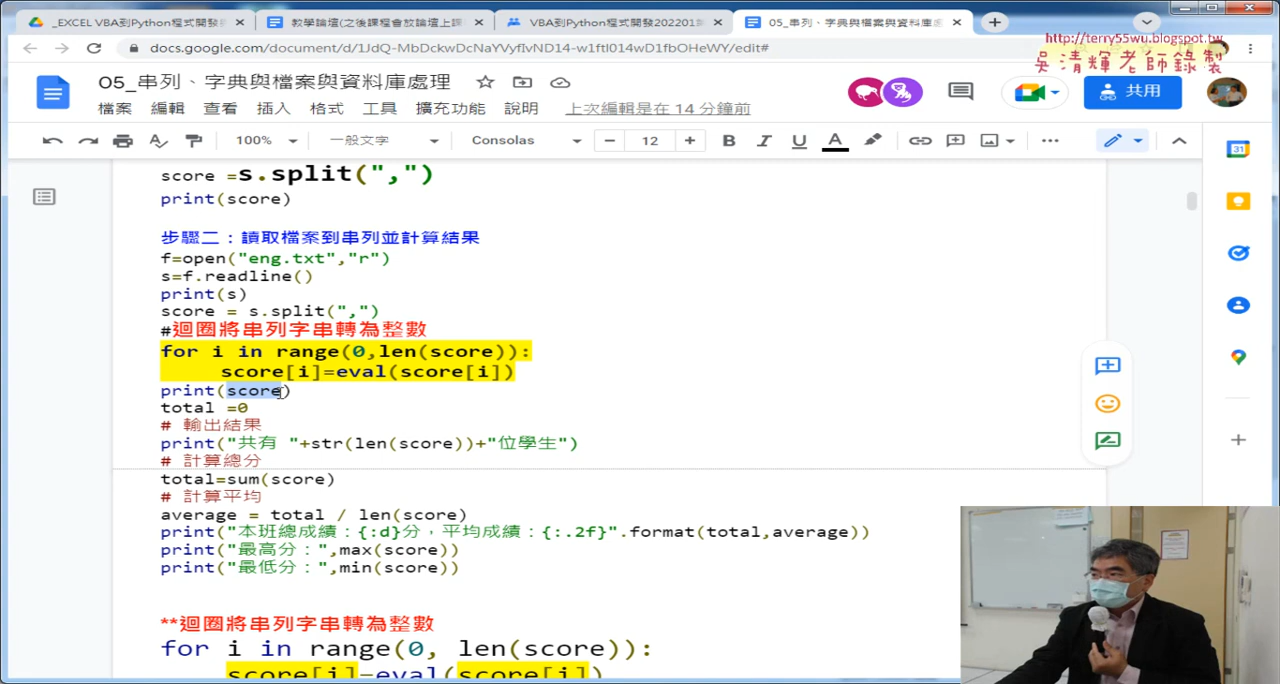 _EXCEL VBA到Python程式開發
教學論壇(之後課程會放論壇上課
VBA到Python程式開發202201
05_串列、字典與檔案與資料庫處
docs.google.com/document/d/1JdQ-MbDckwDcNaYVyfIvND14-w1ftI014wD1fbOHeWY/edit#
http://terry55wu.blogspot.tw
吳清輝老師錄製
05_串列、字典與檔案與資料庫處理
檔案 編輯 查看 插入 格式 工具 擴充功能 說明 上次編輯是在 14 分鐘前
共用
100% 一般文字 Consolas 12 B I U A
31
score =s.split(",")
print(score)
步驟二：讀取檔案到串列並計算結果
f=open("eng.txt","r")
s=f.readline()
print(s)
score = s.split(",")
#迴圈將串列字串轉為整數
for i in range(0,len(score)):
score[i]=eval(score[i])
print(score)
total =0
# 輸出結果
print("共有 "+str(len(score))+"位學生")
# 計算總分
total=sum(score)
# 計算平均
average = total / len(score)
print("本班總成績：{:d}分，平均成績：{:.2f}".format(total,average))
print("最高分：",max(score))
print("最低分：",min(score))
**迴圈將串列字串轉為整數
for i in range(0, len(score)):
score[i]=eval(score[i])